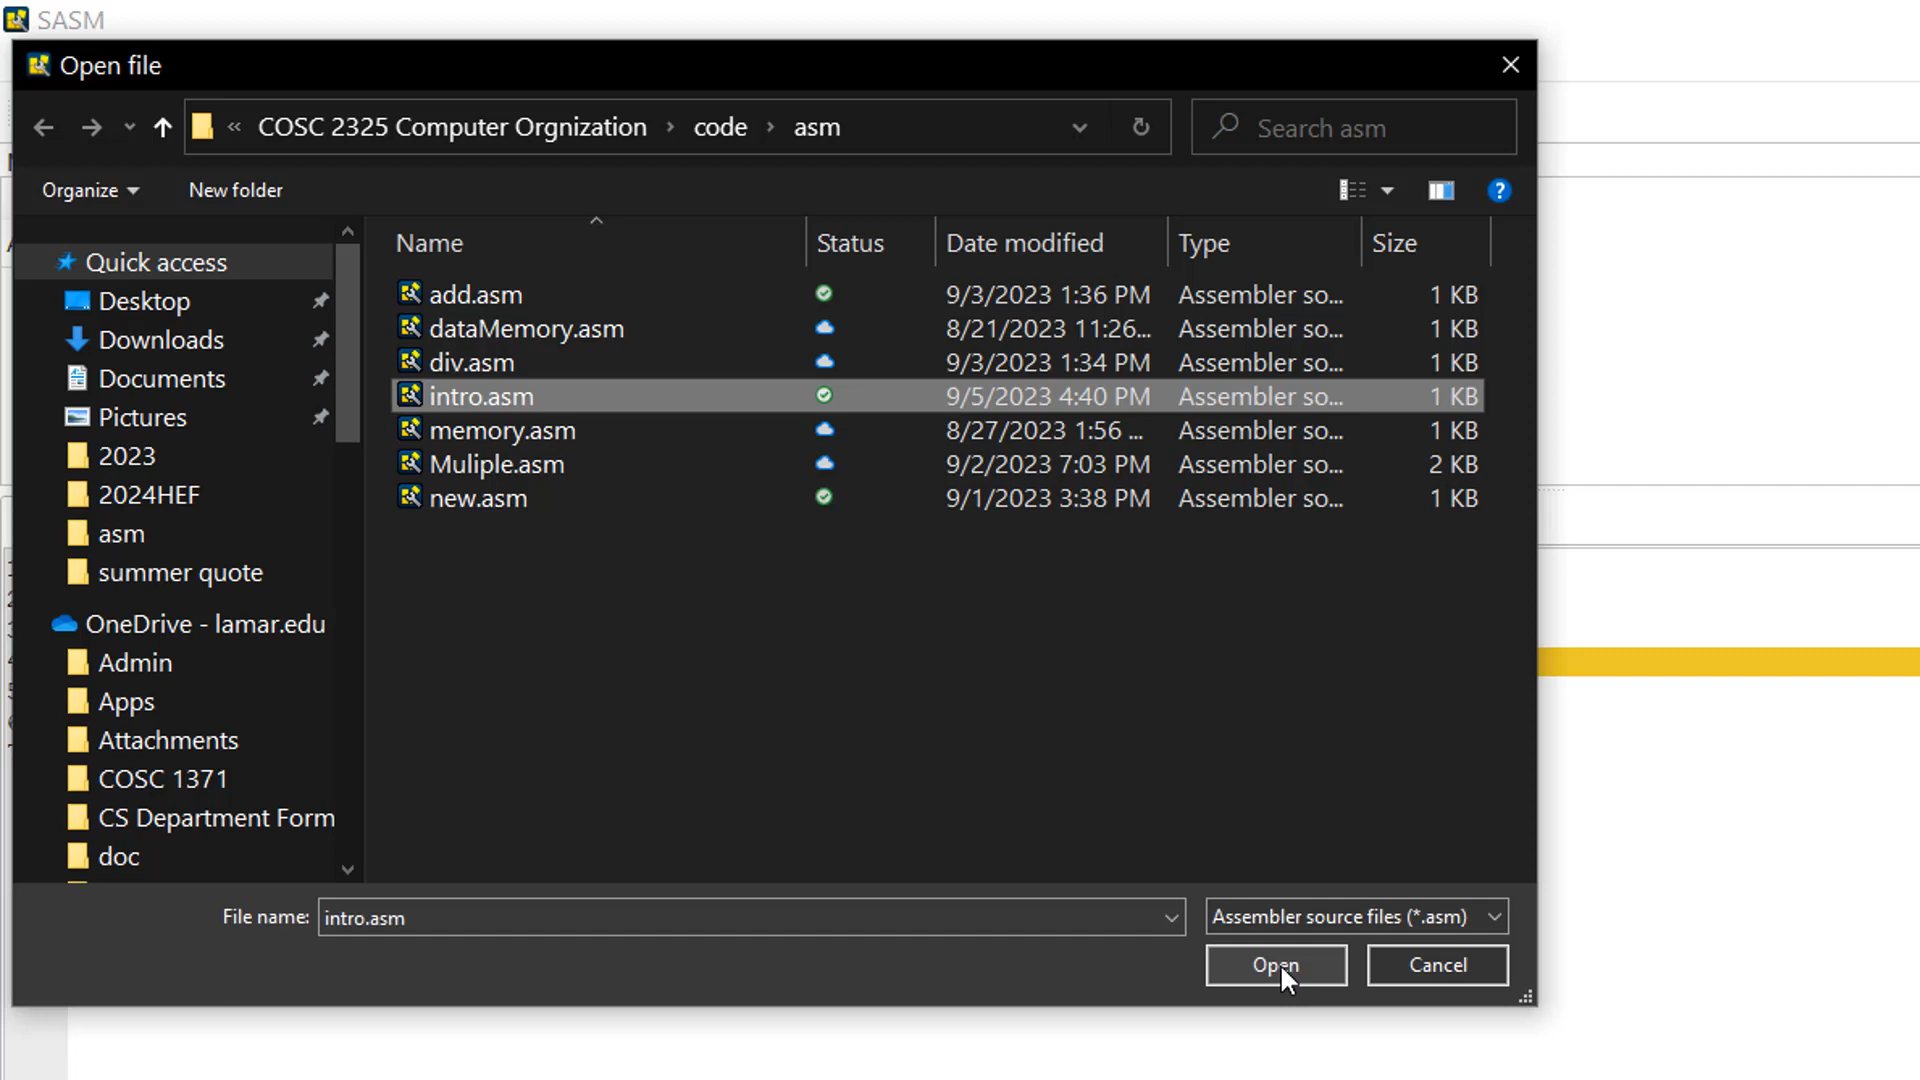 SASM
Open file
« COSC 2325 Computer Orgnization › code › asm
Search asm
Organize
New folder
Name Status Date modified Type Size
Quick access
Desktop
Downloads
Documents
Pictures
2023
2024HEF
asm
summer quote
OneDrive - lamar.edu
Admin
Apps
Attachments
COSC 1371
CS Department Form
doc
add.asm 9/3/2023 1:36 PM Assembler so... 1 KB
dataMemory.asm 8/21/2023 11:26... Assembler so... 1 KB
div.asm 9/3/2023 1:34 PM Assembler so... 1 KB
intro.asm 9/5/2023 4:40 PM Assembler so... 1 KB
memory.asm 8/27/2023 1:56 ... Assembler so... 1 KB
Muliple.asm 9/2/2023 7:03 PM Assembler so... 2 KB
new.asm 9/1/2023 3:38 PM Assembler so... 1 KB
File name: intro.asm
Assembler source files (*.asm)
Open
Cancel